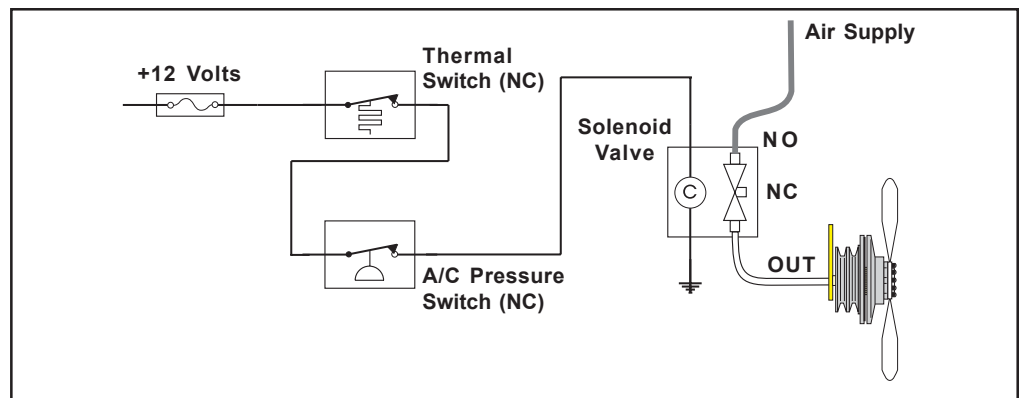 +12 Volts
Thermal
Switch (NC)
Air Supply
Solenoid
Valve
NO
C
NC
OUT
A/C Pressure
Switch (NC)